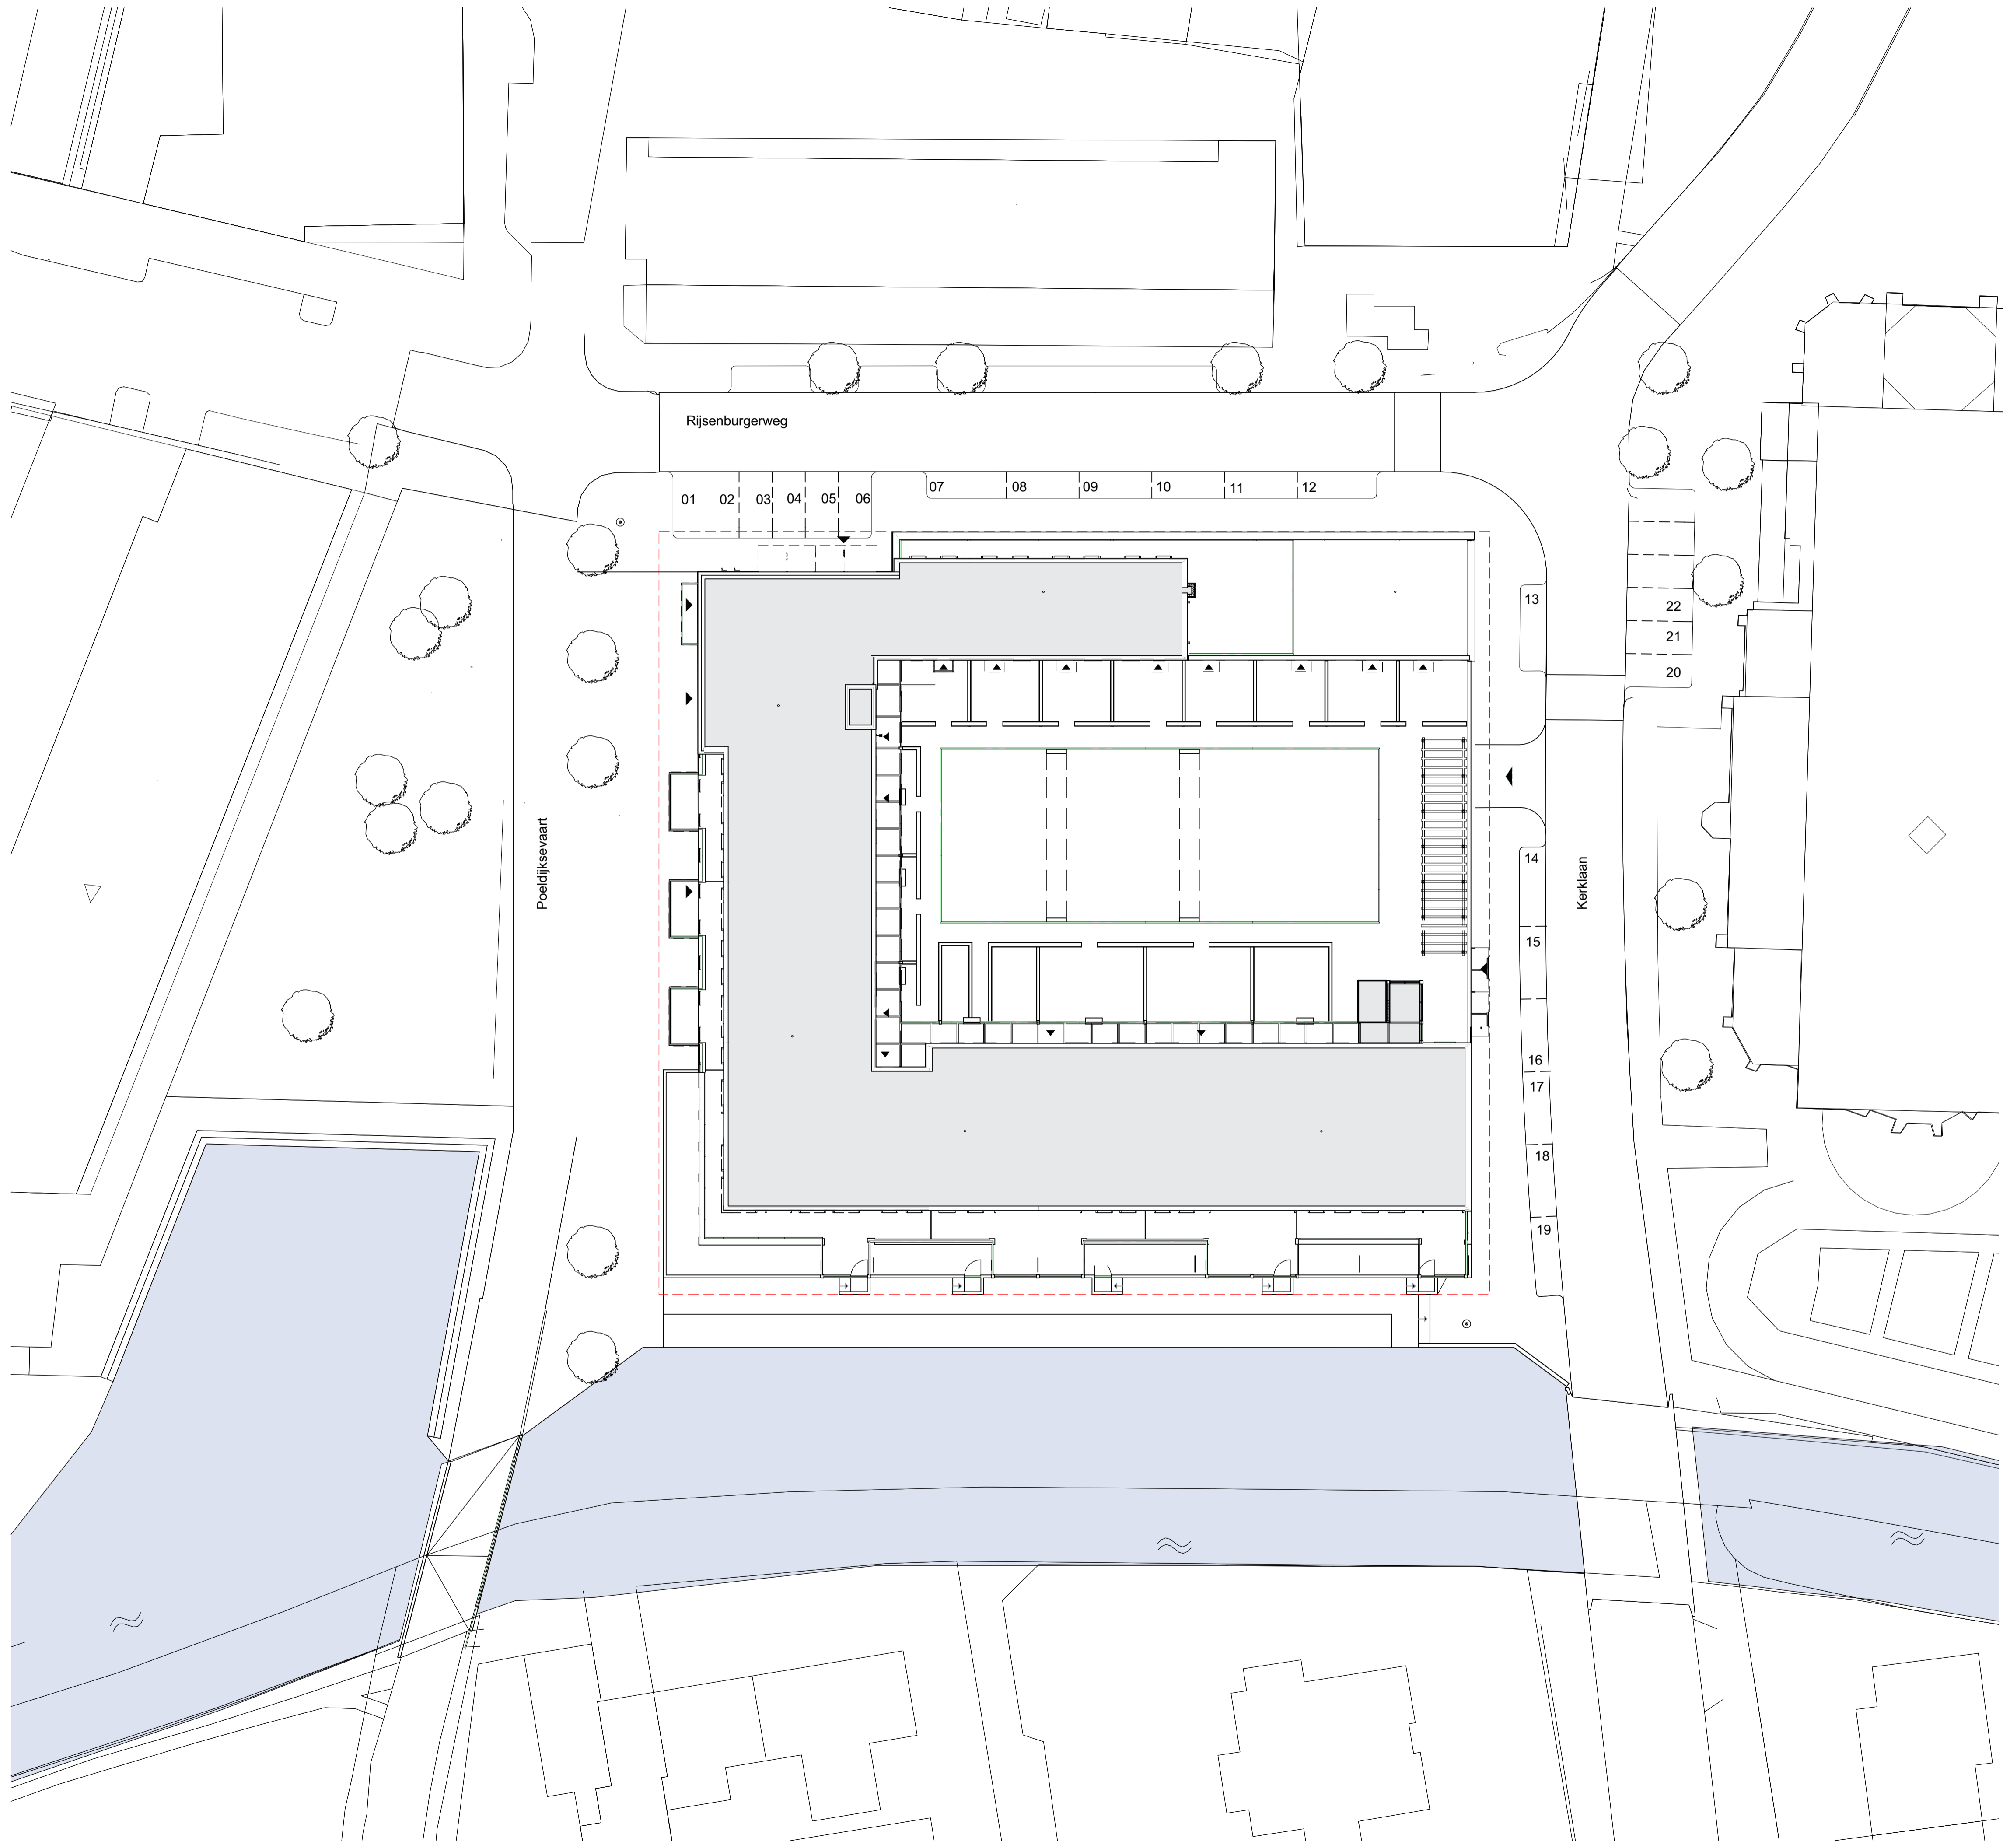 Rijsenburgerweg
01 02 03 04 05 06
07 08 09 10 11 12
13
22
21
20
Poeldijksevaart
14
Kerklaan
15
16
17
18
19